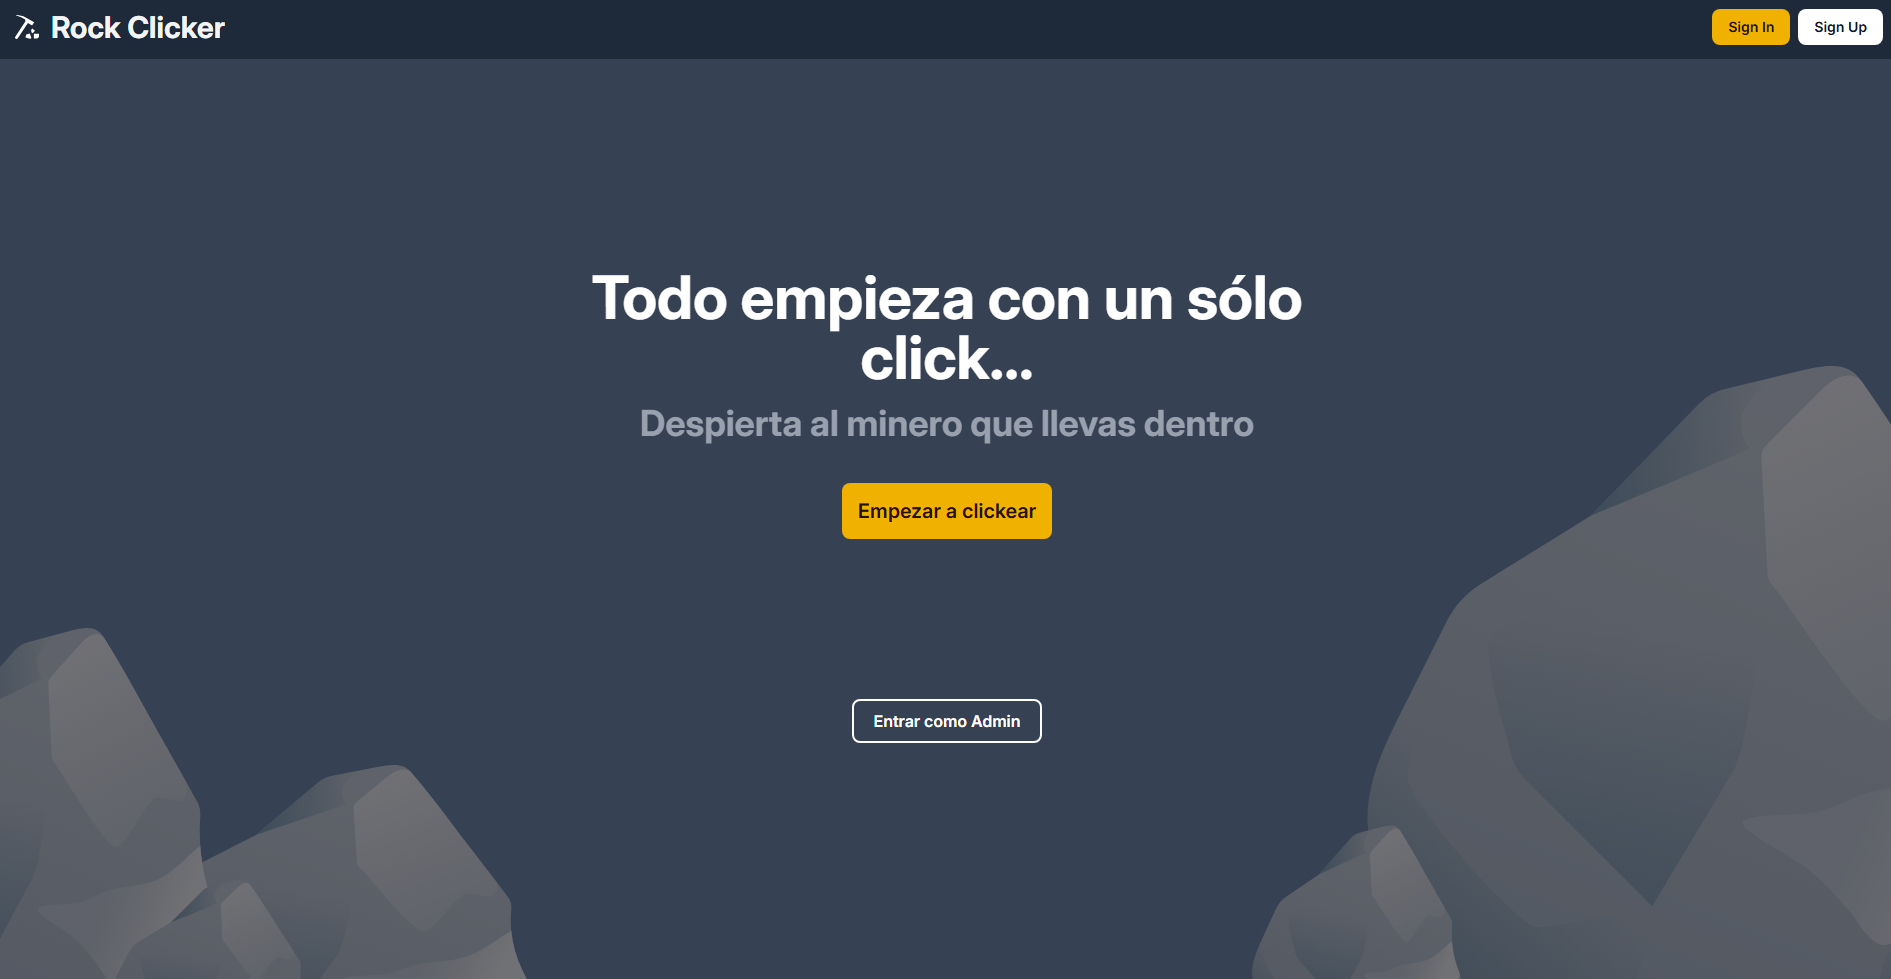 Rock Clicker
Sign In
Sign Up
Todo empieza con un sólo
click...
Despierta al minero que llevas dentro
Empezar a clickear
Entrar como Admin